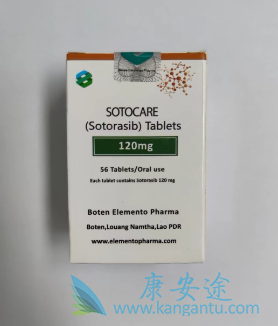 SOTOCARE
(Sotorasib) Tablets
120mg
56 Tablets/Oral use
Each tablet contains Sotorasib 120 mg
Boten Elemento Pharma
Boten,Louang Namtha,Lao PDR
www.elementopharma.com
康安途
www.kangantu.com